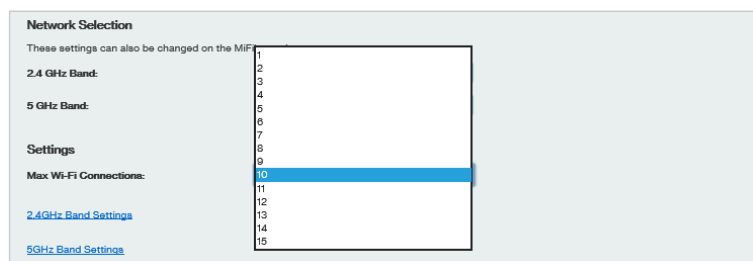 Network Selection
These settings can also be changed on the MiFi
2.4 GHz Band:
5 GHz Band:
Settings
Max Wi-Fi Connections:
2.4GHz Band Settings
5GHz Band Settings
1
2
3
4
5
6
7
8
9
10
11
12
13
14
15